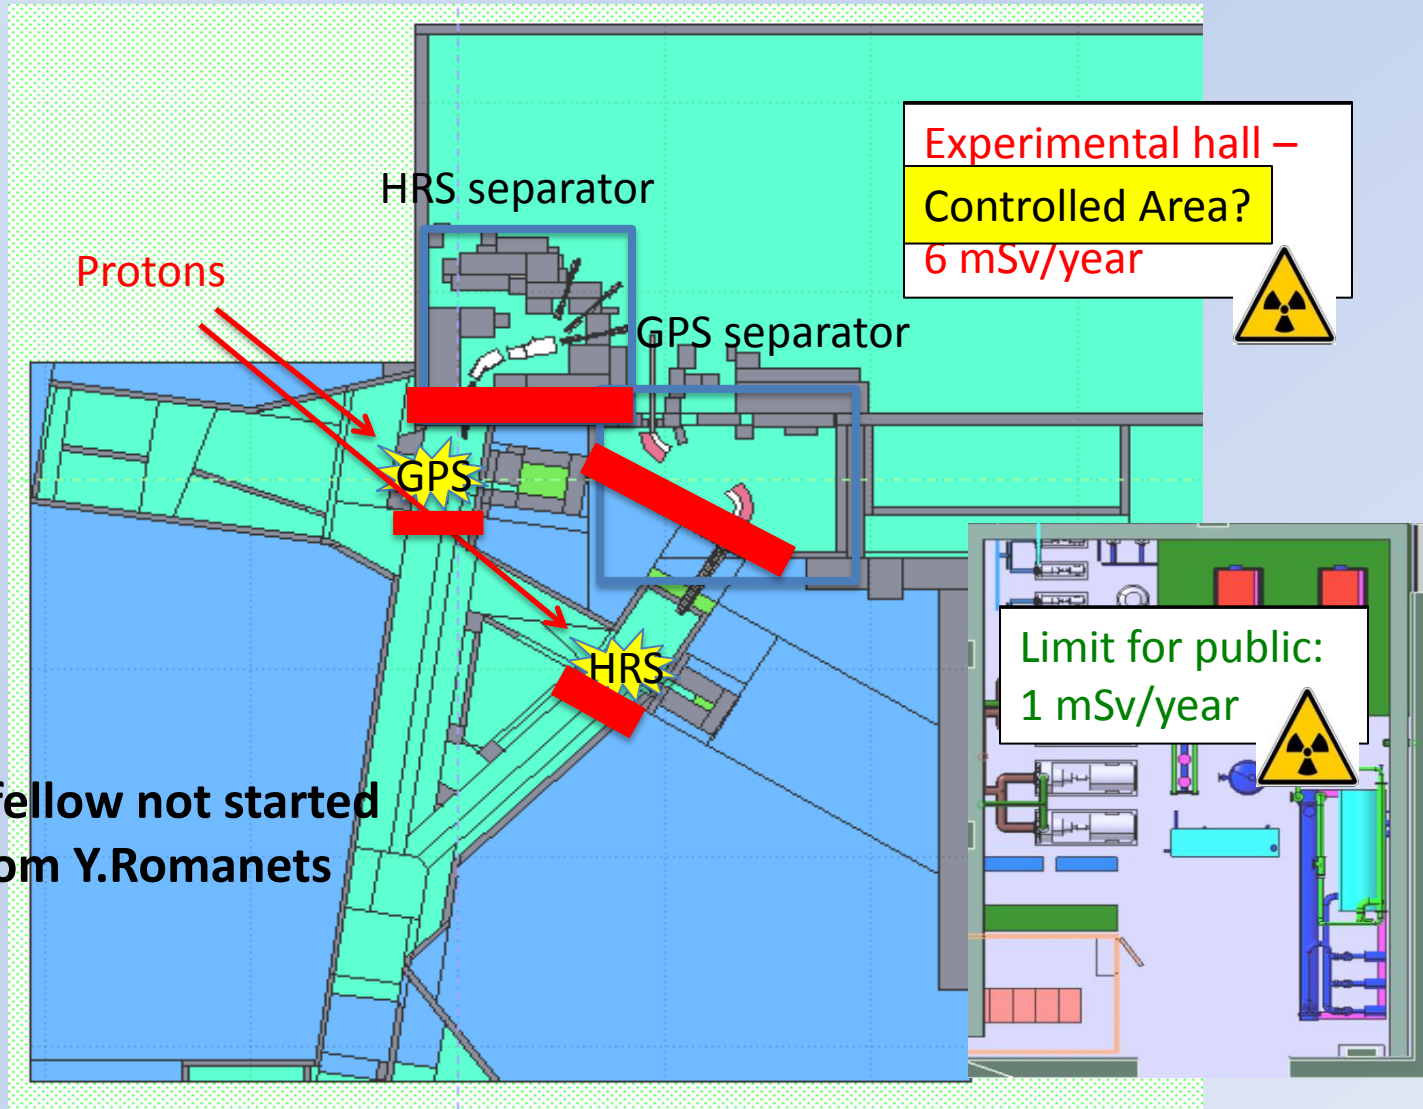 Experimental hall –
Controlled Area?
6 mSv/year
HRS separator
Protons
GPS separator
GPS
HRS
Limit for public:
1 mSv/year
fellow not started
om Y.Romanets